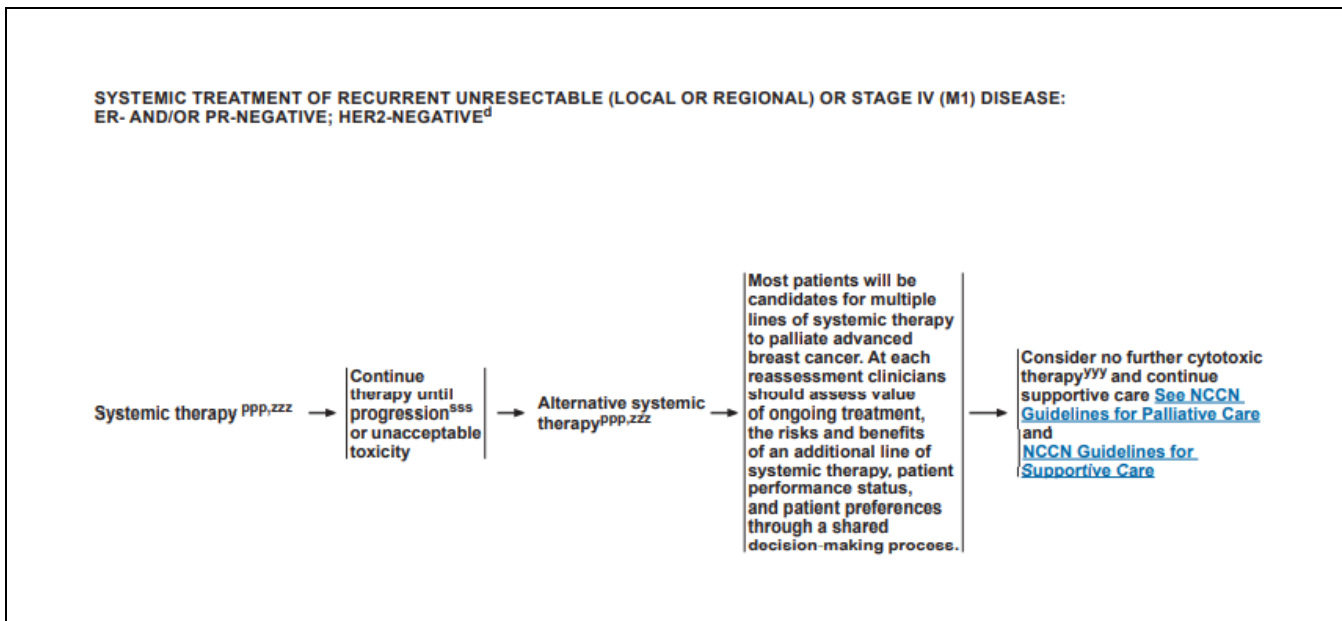 SYSTEMIC TREATMENT OF RECURRENT UNRESECTABLE (LOCAL OR REGIONAL) OR STAGE IV (M1) DISEASE:
ER- AND/OR PR-NEGATIVE; HER2-NEGATIVEd
Systemic therapy ppp,zzz
Continue
therapy until
progressionsss
or unacceptable
toxicity
Alternative systemic
therapyppp,zzz
Most patients will be
candidates for multiple
lines of systemic therapy
to palliate advanced
breast cancer. At each
reassessment clinicians
should assess value
of ongoing treatment,
the risks and benefits
of an additional line of
systemic therapy, patient
performance status,
and patient preferences
through a shared
decision-making process.
Consider no further cytotoxic
therapyyyy and continue
supportive care See NCCN
Guidelines for Palliative Care
and
NCCN Guidelines for
Supportive Care